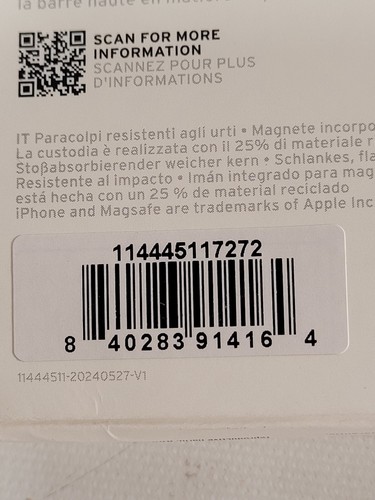 la barre haute en
SCAN FOR MORE
INFORMATION
SCANNEZ POUR PLUS
D'INFORMATIONS
IT Paracolpi resistenti agli urti • Magnete incorpo
La custodia è realizzata con il 25% di materiale r
Stoßabsorbierender weicher kern • Schlankes, fla
Resistente al impacto • Imán integrado para mag
está hecha con un 25 % de material reciclado
iPhone and Magsafe are trademarks of Apple Inc
114445117272
8 40283 91416 4
11444511-20240527-V1